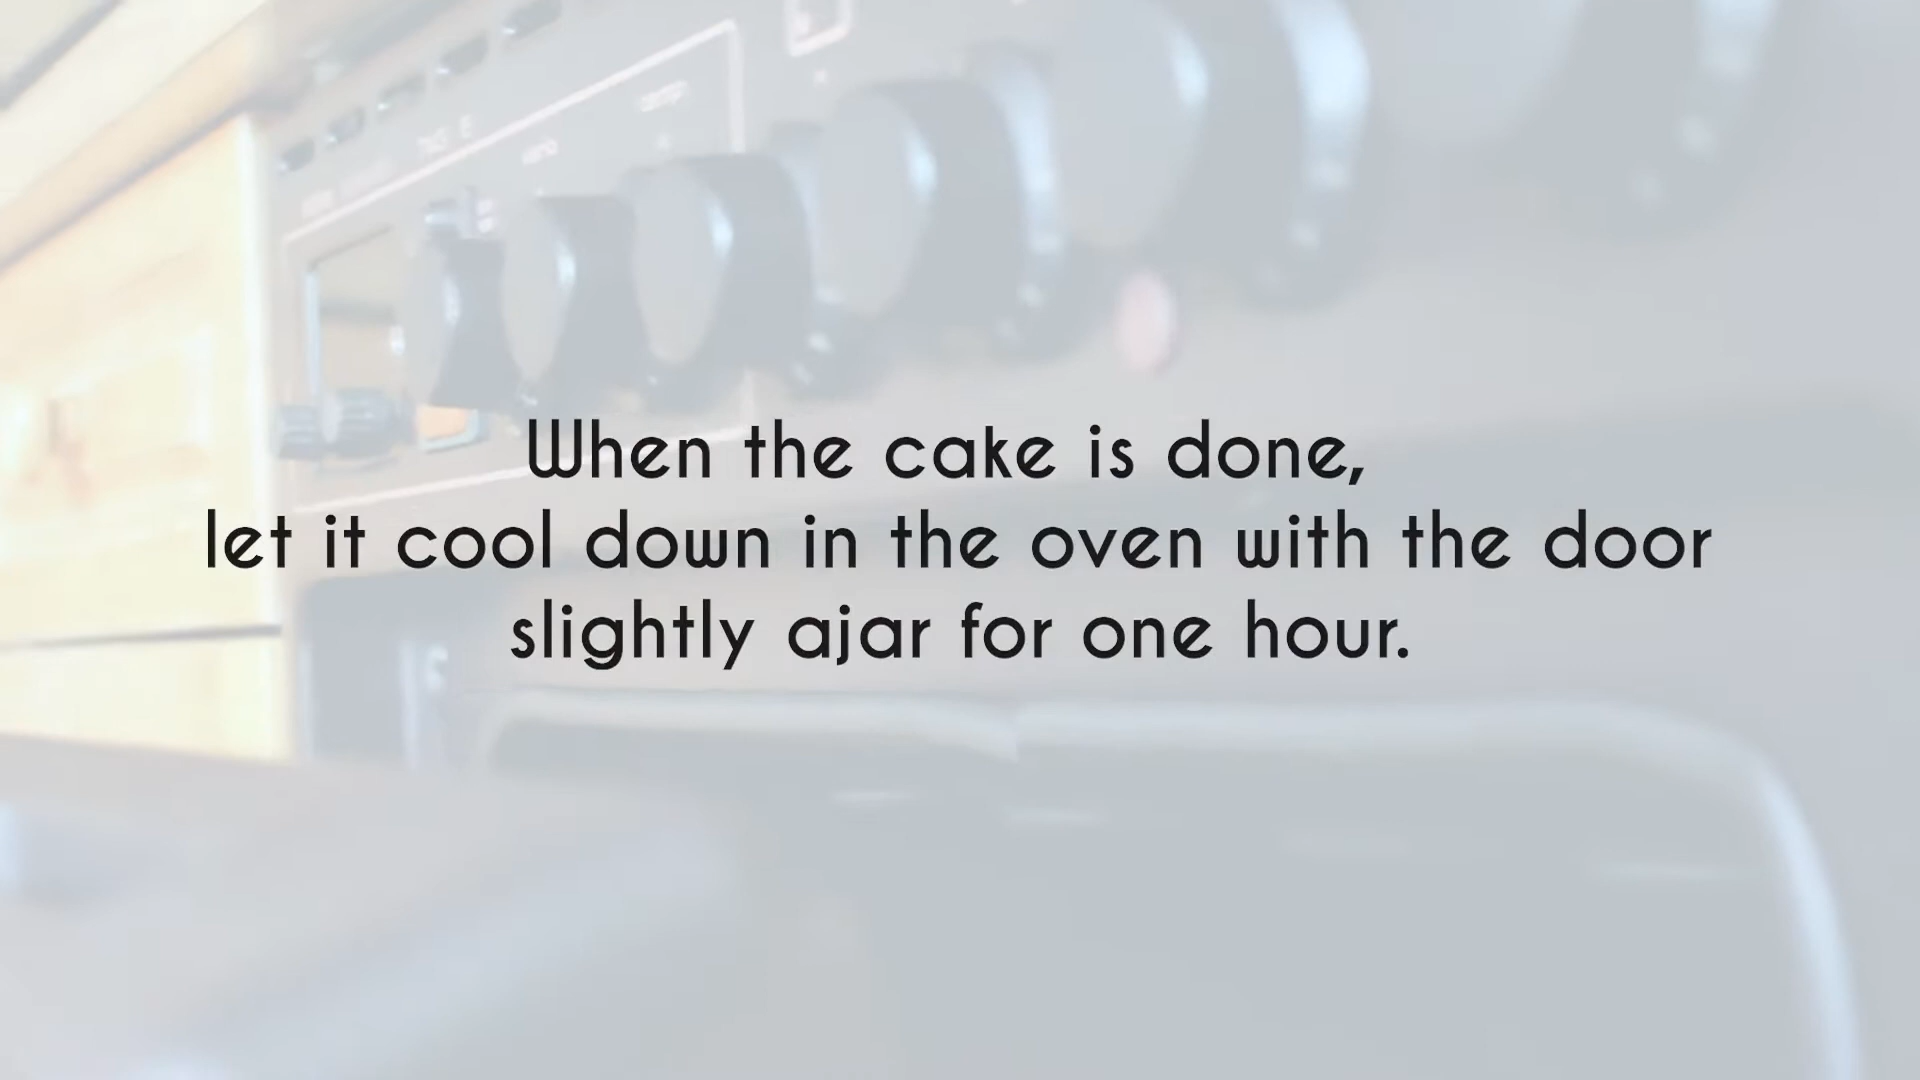 When the cake is done,
let it cool down in the oven with the door
slightly ajar for one hour.